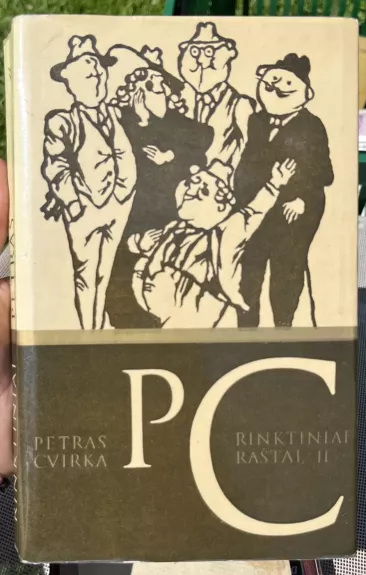 PETRAS
CVIRKA
PC
RINKTINIAI
RAŠTAI, II